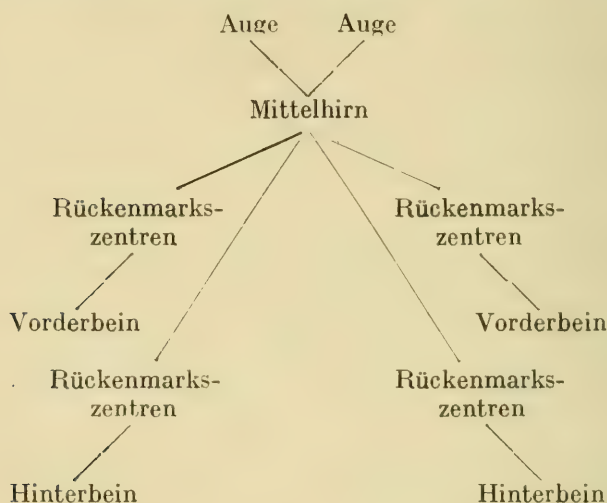 Auge Auge
Mittelhirn
Rückenmarks- Rückenmarks-
zentren zentren
Vorderbein Vorderbein
Rückenmarks- Rückenmarks-
zentren zentren
Hinterbein Hinterbein